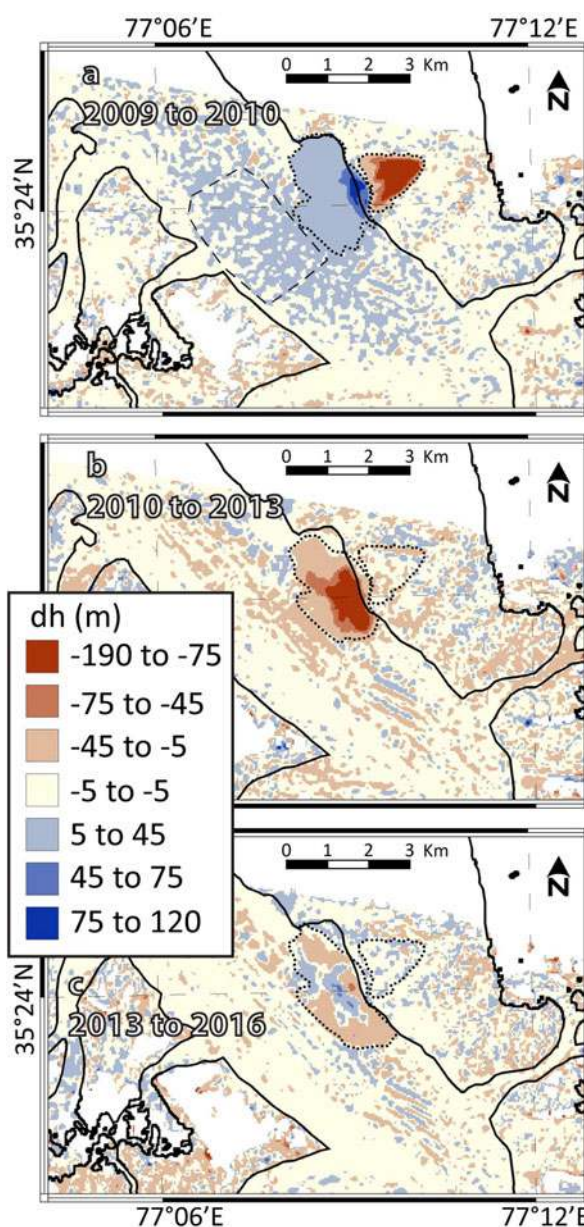 77°06′E 77°12′E
a
0 1 2 3 Km
N
2009 to 2010
35°24′N
b
0 1 2 3 Km
N
2010 to 2013
dh (m)
-190 to -75
-75 to -45
-45 to -5
-5 to -5
5 to 45
45 to 75
75 to 120
0 1 2 3 Km
N
c
2013 to 2016
35°24′N
77°06′E 77°12′E